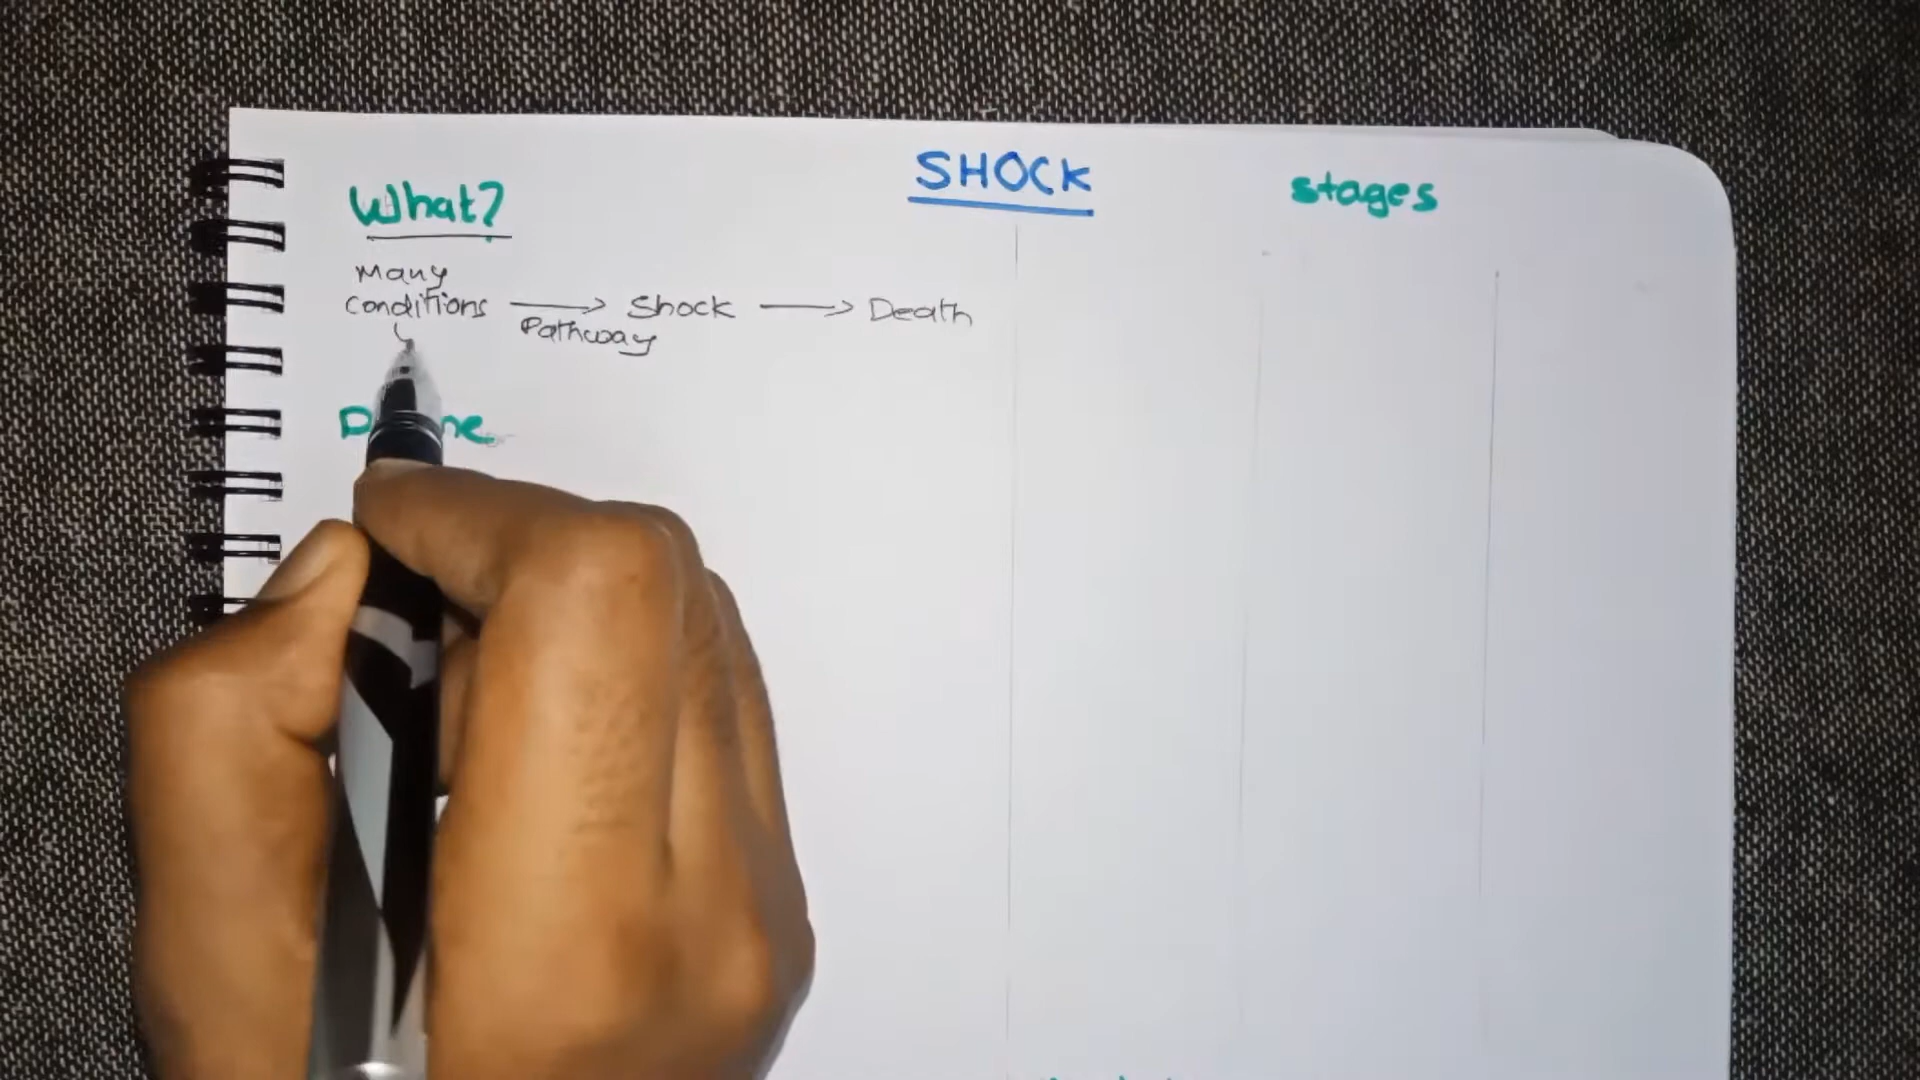 SHOCK
What?
stages
Many
Conditions → Shock → Death
Pathway